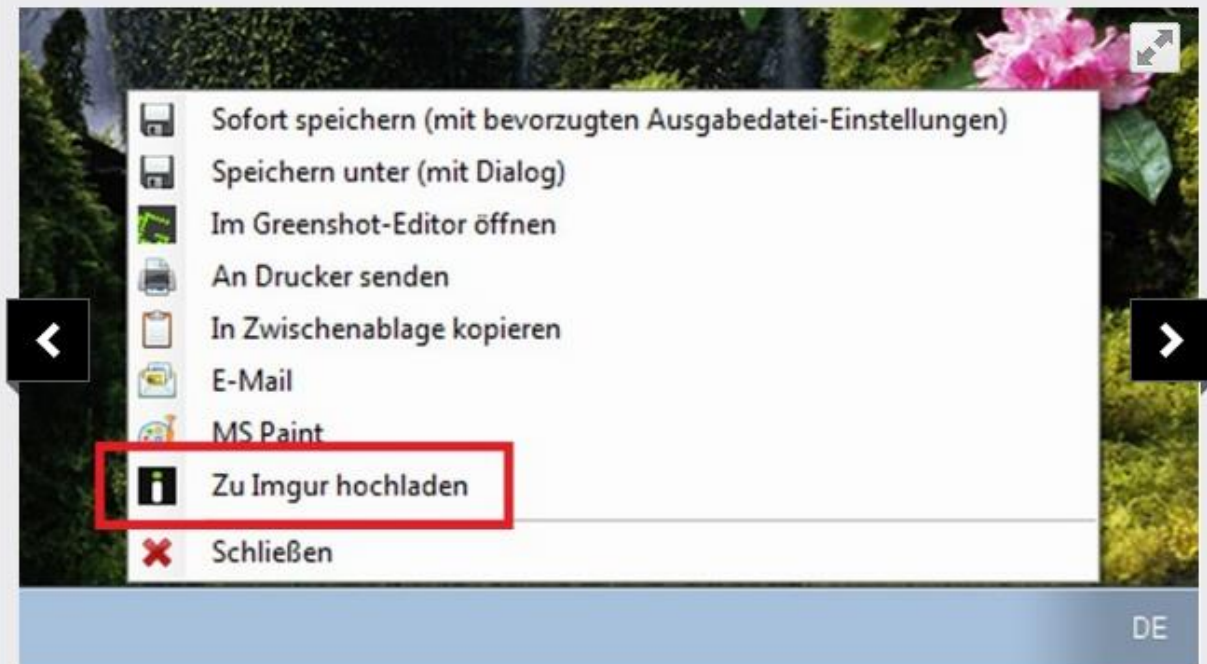 Sofort speichern (mit bevorzugten Ausgabedatei-Einstellungen)
Speichern unter (mit Dialog)
Im Greenshot-Editor öffnen
An Drucker senden
In Zwischenablage kopieren
E-Mail
MS Paint
Zu Imgur hochladen
Schließen
DE